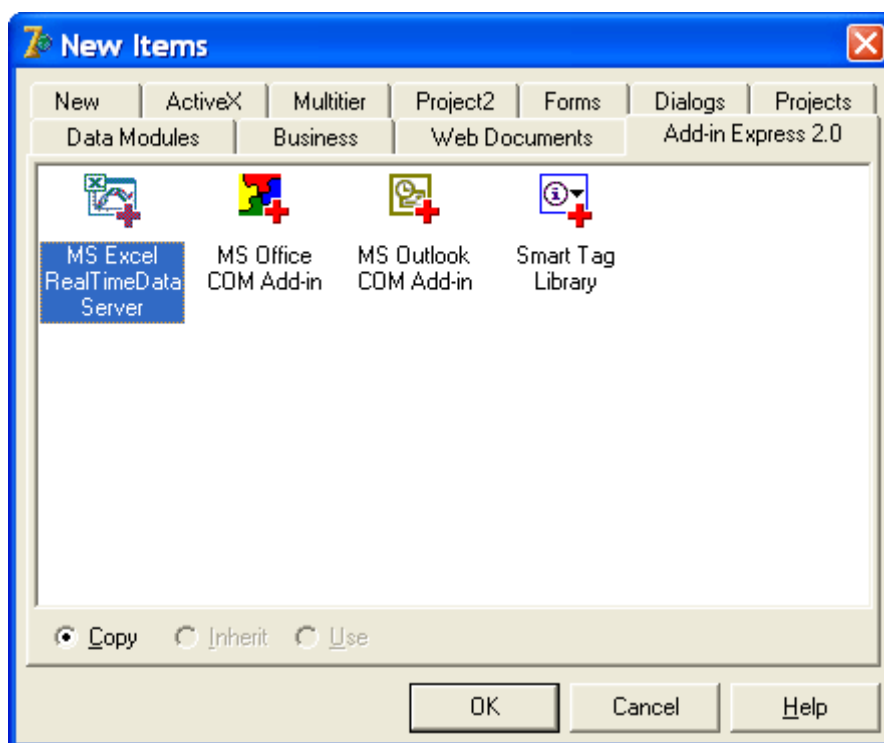 New Items
New ActiveX Multitier Project2 Forms Dialogs Projects
Data Modules Business Web Documents Add-in Express 2.0
MS Excel
RealTimeData
Server
MS Office
COM Add-in
MS Outlook
COM Add-in
Smart Tag
Library
Copy Inherit Use
OK Cancel Help